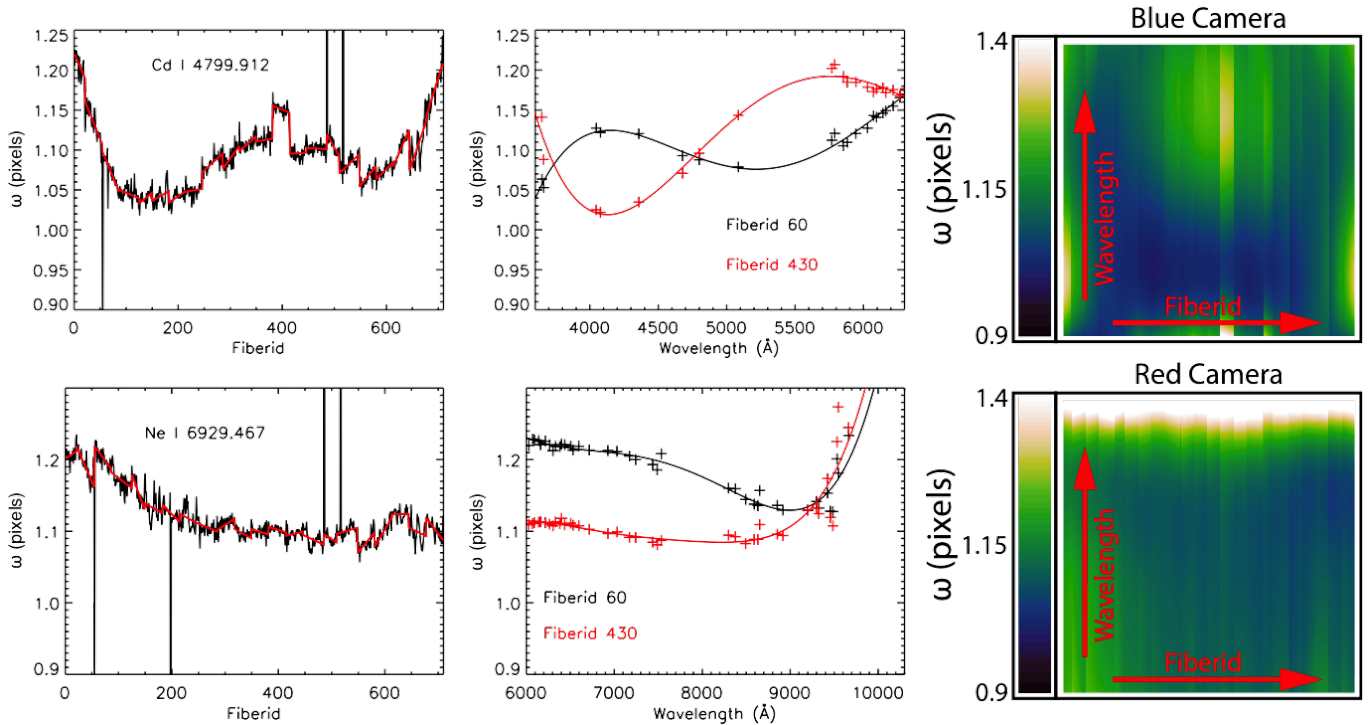 Cd I 4799.912
ω (pixels)
1.25
1.20
1.15
1.10
1.05
1.00
0.95
0.90
0
200
400
600
Fiberid
ω (pixels)
1.25
1.20
1.15
1.10
1.05
1.00
0.95
0.90
Fiberid 60
Fiberid 430
4000
4500
5000
5500
6000
Wavelength (Å)
Blue Camera
ω (pixels)
1.4
1.15
0.9
Wavelength
Fiberid
Ne I 6929.467
ω (pixels)
1.2
1.1
1.0
0.9
0
200
400
600
Fiberid
ω (pixels)
1.2
1.1
1.0
0.9
Fiberid 60
Fiberid 430
6000
7000
8000
9000
10000
Wavelength (Å)
Red Camera
ω (pixels)
1.4
1.15
0.9
Wavelength
Fiberid